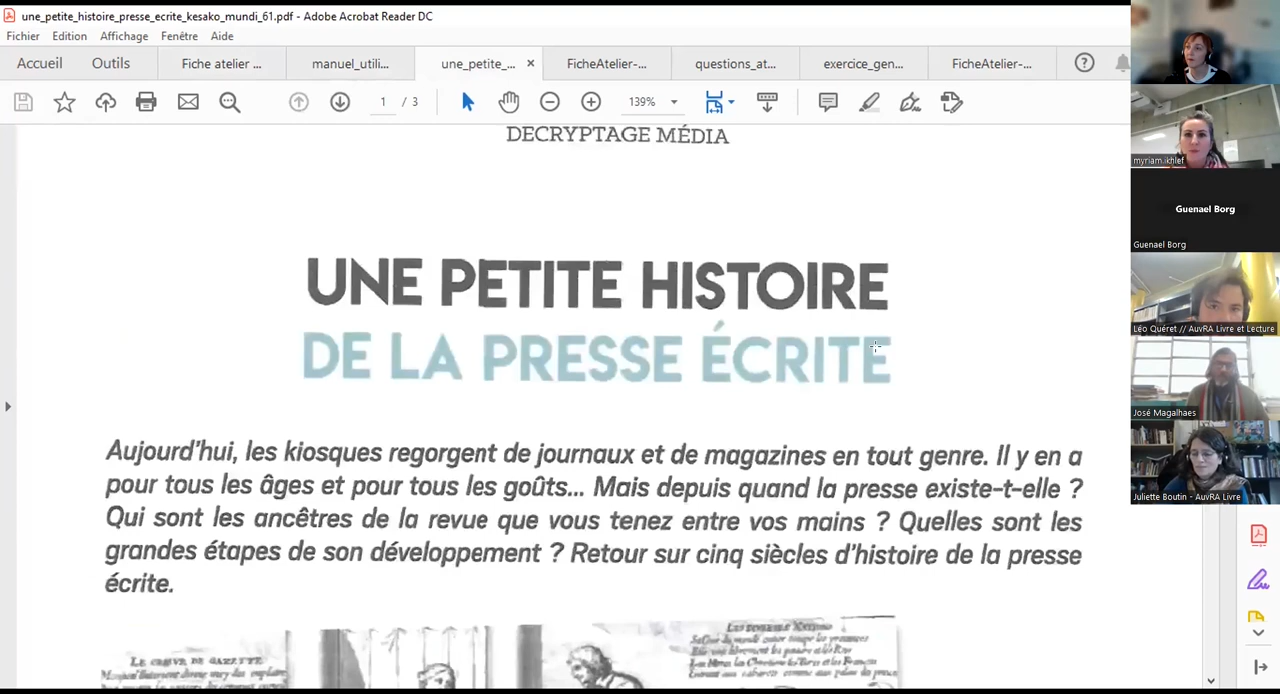 une_petite_histoire_presse_ecrite_kesako_mundi_61.pdf - Adobe Acrobat Reader DC
Fichier Edition Affichage Fenêtre Aide
Accueil Outils Fiche atelier ... manuel_utili... une_petite_... × FicheAtelier-... questions_at... exercice_gen... FicheAtelier-...
1 / 3 139%
DECRYPTAGE MÉDIA
UNE PETITE HISTOIRE
DE LA PRESSE ÉCRITE
Aujourd'hui, les kiosques regorgent de journaux et de magazines en tout genre. Il y en a
pour tous les âges et pour tous les goûts... Mais depuis quand la presse existe-t-elle ?
Qui sont les ancêtres de la revue que vous tenez entre vos mains ? Quelles sont les
grandes étapes de son développement ? Retour sur cinq siècles d'histoire de la presse
écrite.
myriam.ikhlef
Guenael Borg
Guenael Borg
Léo Quéret // AuvRA Livre et Lecture
José Magalhaes
Juliette Boutin - AuvRA Livre